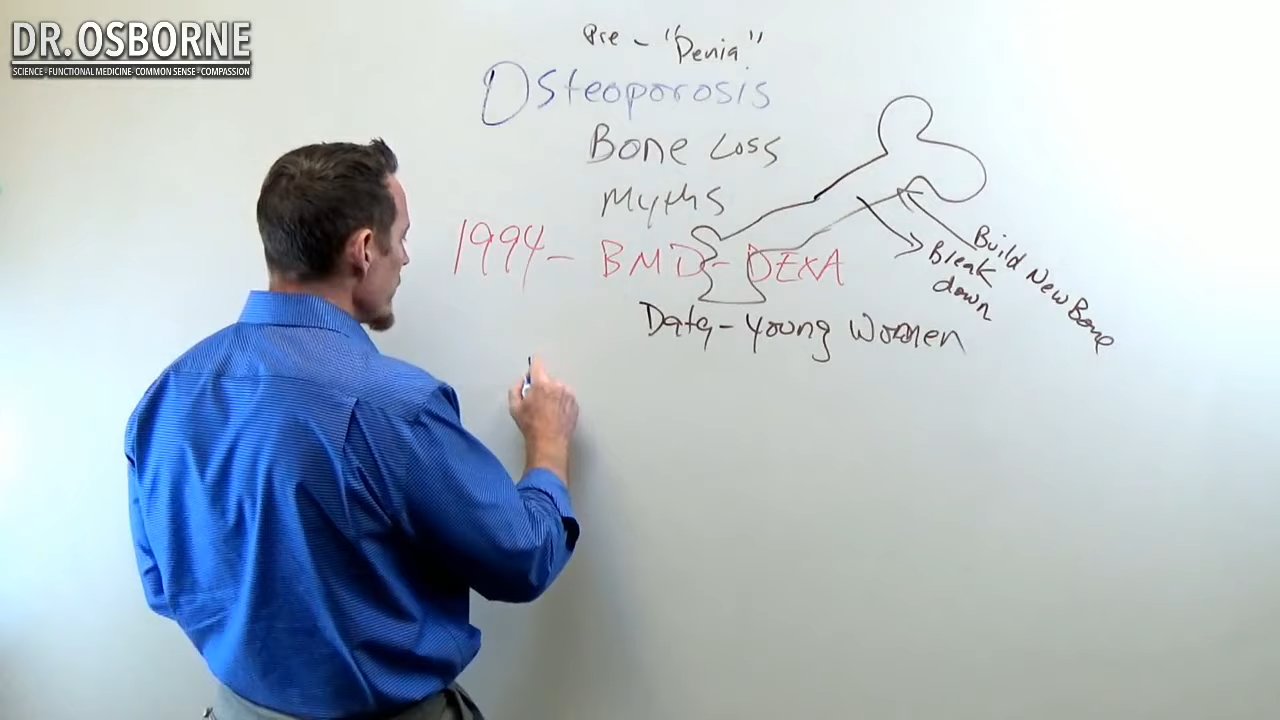 DR. OSBORNE
SCIENCE - FUNCTIONAL MEDICINE - COMMON SENSE - COMPASSION
Pre - "Penia"
Osteoporosis
Bone Loss
Myths
1994 - BMD - DEXA
Data - Young Women
Build New Bone
Break
down